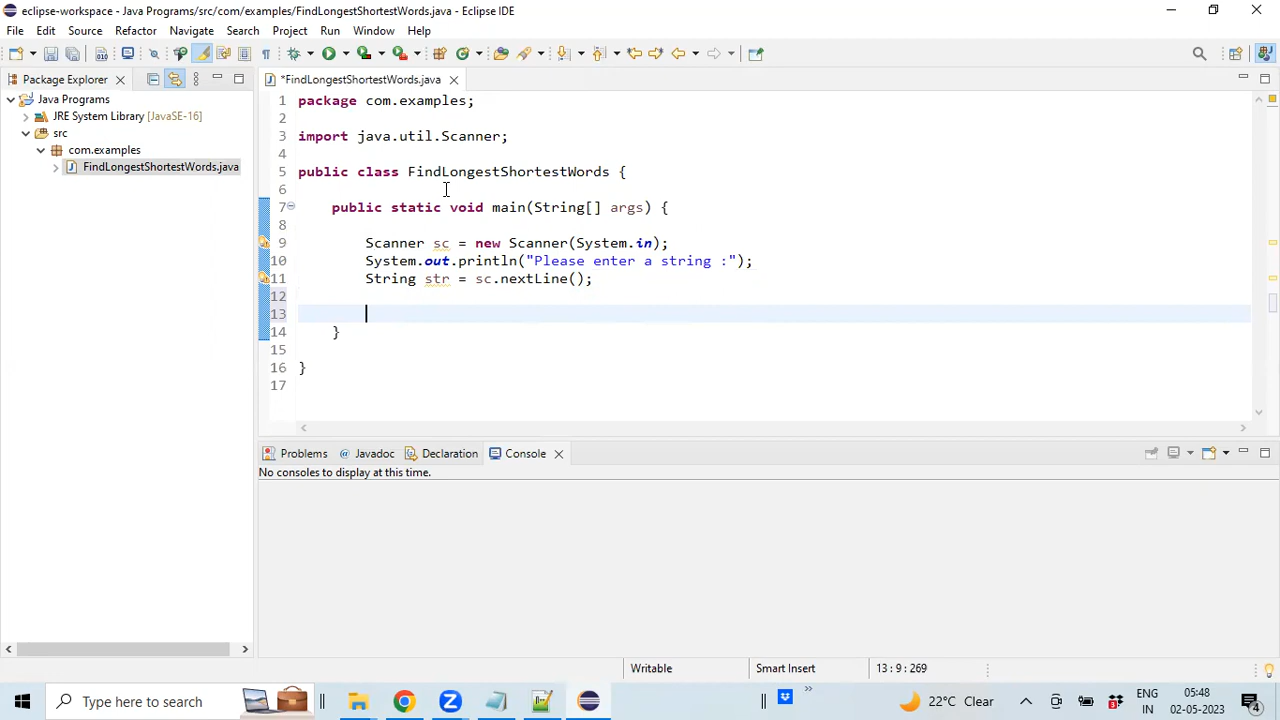 eclipse-workspace - Java Programs/src/com/examples/FindLongestShortestWords.java - Eclipse IDE
File Edit Source Refactor Navigate Search Project Run Window Help
Package Explorer
*FindLongestShortestWords.java
Java Programs
JRE System Library [JavaSE-16]
src
com.examples
FindLongestShortestWords.java
1 package com.examples;
2
3 import java.util.Scanner;
4
5 public class FindLongestShortestWords {
6
7 public static void main(String[] args) {
8
9 Scanner sc = new Scanner(System.in);
10 System.out.println("Please enter a string :");
11 String str = sc.nextLine();
12
13
14 }
15
16 }
17
Problems Javadoc Declaration Console
No consoles to display at this time.
Writable Smart Insert 13 : 9 : 269
Type here to search
22°C Clear
ENG
IN
05:48
02-05-2023
4